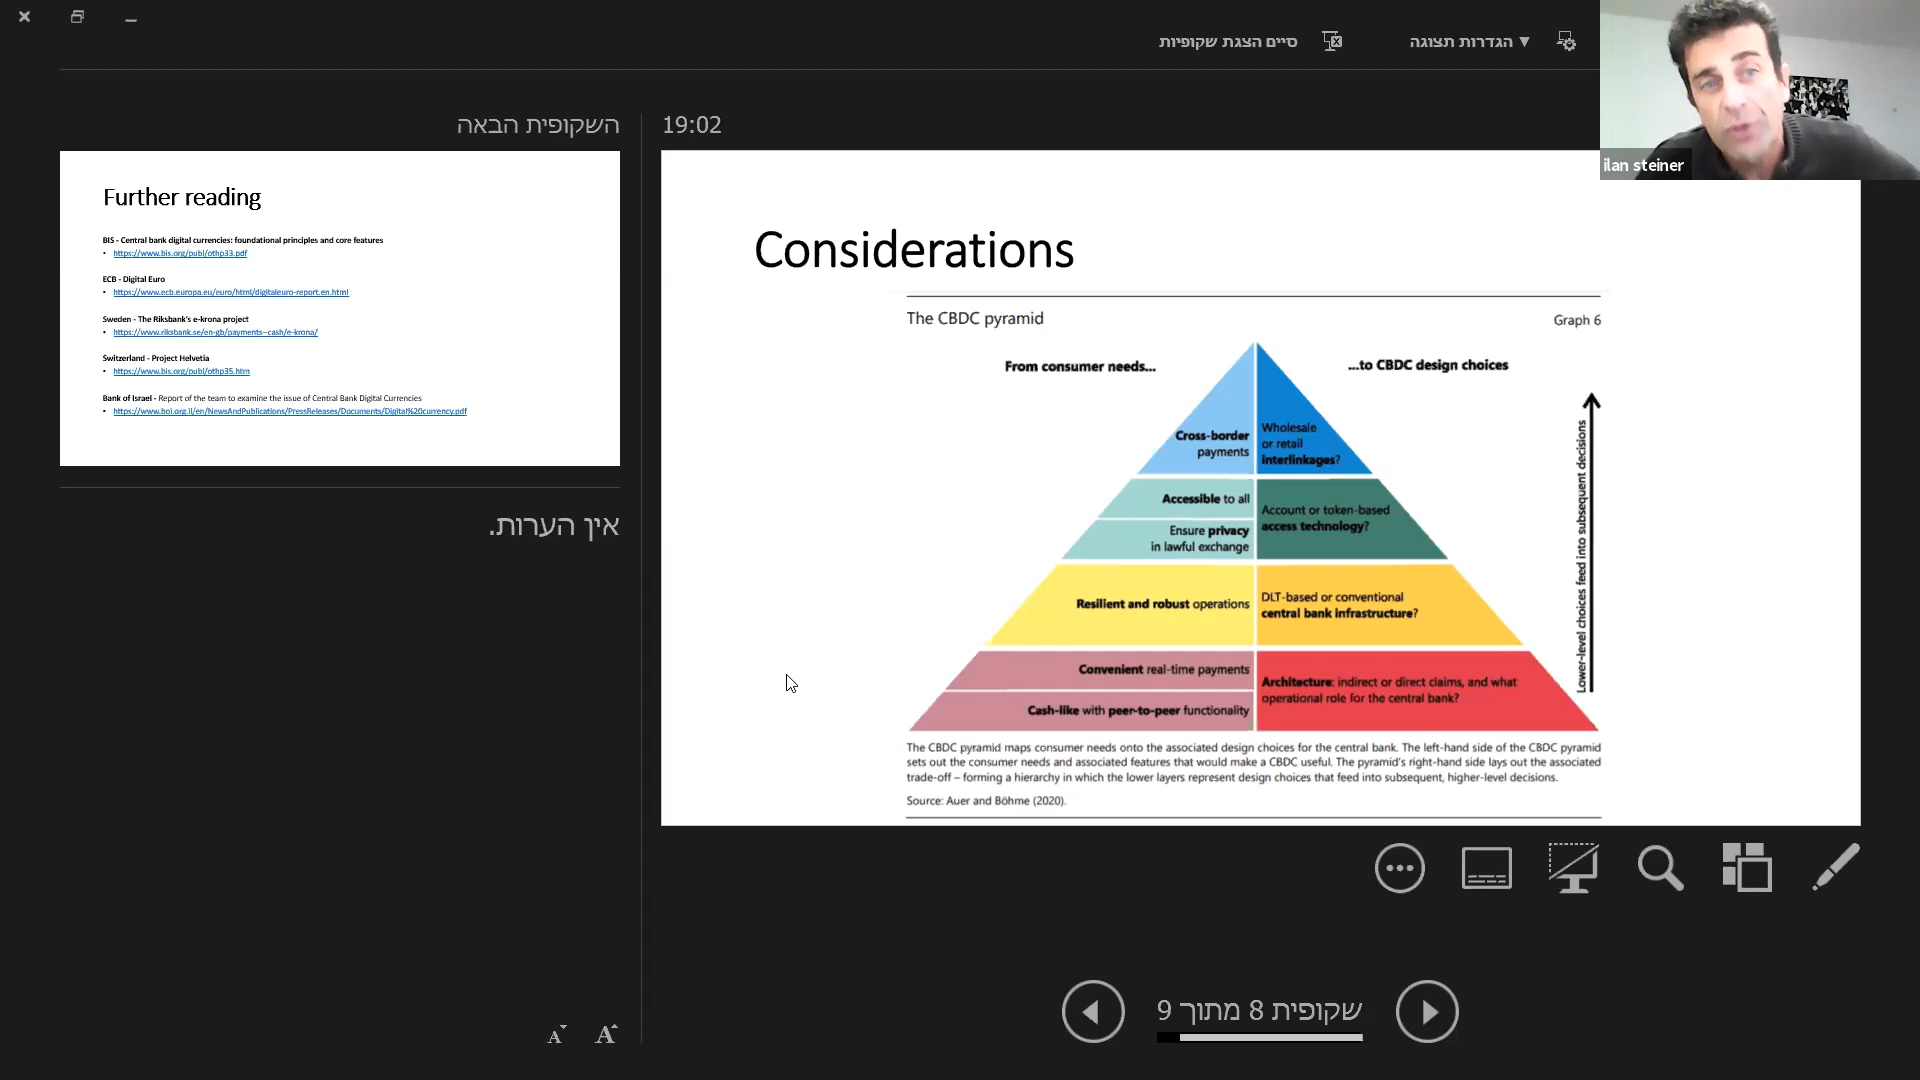 סיים הצגת שקופיות
הגדרות תצוגה ▼
ilan steiner
השקופית הבאה
19:02
Further reading
BIS - Central bank digital currencies: foundational principles and core features
• https://www.bis.org/publ/othp33.pdf
ECB - Digital Euro
• https://www.ecb.europa.eu/euro/html/digitaleuro-report.en.html
Sweden - The Riksbank's e-krona project
• https://www.riksbank.se/en-gb/payments--cash/e-krona/
Switzerland - Project Helvetia
• https://www.bis.org/publ/othp35.htm
Bank of Israel - Report of the team to examine the issue of Central Bank Digital Currencies
• https://www.boi.org.il/en/NewsAndPublications/PressReleases/Documents/Digital%20currency.pdf
אין הערות.
Considerations
The CBDC pyramid
Graph 6
From consumer needs...
...to CBDC design choices
Cross-border
payments
Wholesale
or retail
interlinkages?
Accessible to all
Ensure privacy
in lawful exchange
Account or token-based
access technology?
Resilient and robust operations
DLT-based or conventional
central bank infrastructure?
Convenient real-time payments
Cash-like with peer-to-peer functionality
Architecture: indirect or direct claims, and what
operational role for the central bank?
Lower-level choices feed into subsequent decisions
The CBDC pyramid maps consumer needs onto the associated design choices for the central bank. The left-hand side of the CBDC pyramid
sets out the consumer needs and associated features that would make a CBDC useful. The pyramid's right-hand side lays out the associated
trade-off – forming a hierarchy in which the lower layers represent design choices that feed into subsequent, higher-level decisions.
Source: Auer and Böhme (2020).
שקופית 8 מתוך 9
A A